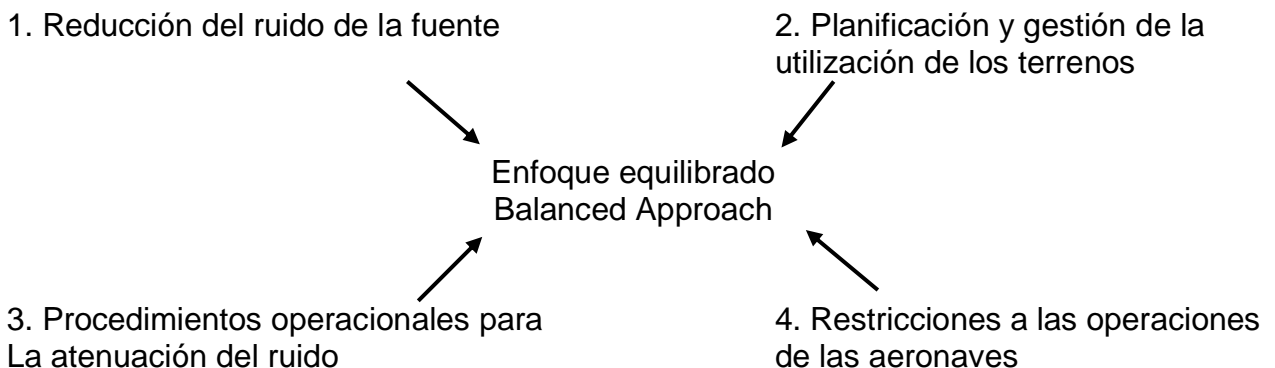 1. Reducción del ruido de la fuente
2. Planificación y gestión de la
utilización de los terrenos
Enfoque equilibrado
Balanced Approach
3. Procedimientos operacionales para
La atenuación del ruido
4. Restricciones a las operaciones
de las aeronaves